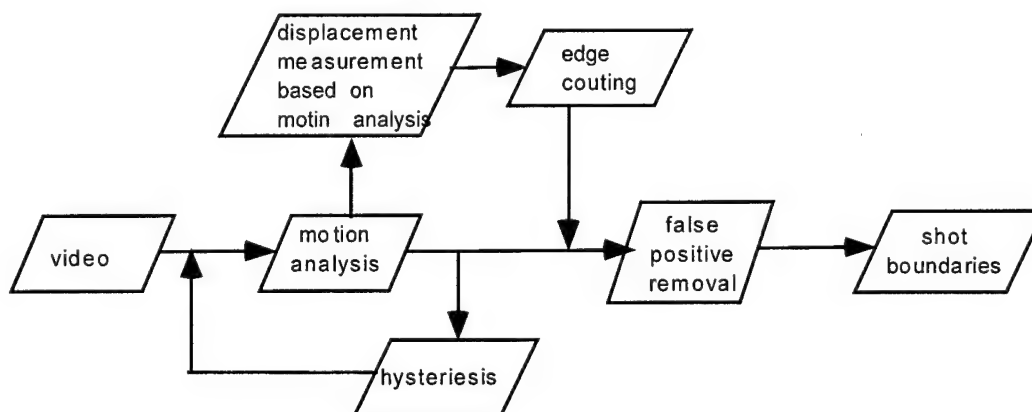 displacement
measurement
based on
motin analysis
edge
couting
video
motion
analysis
false
positive
removal
shot
boundaries
hysteriesis